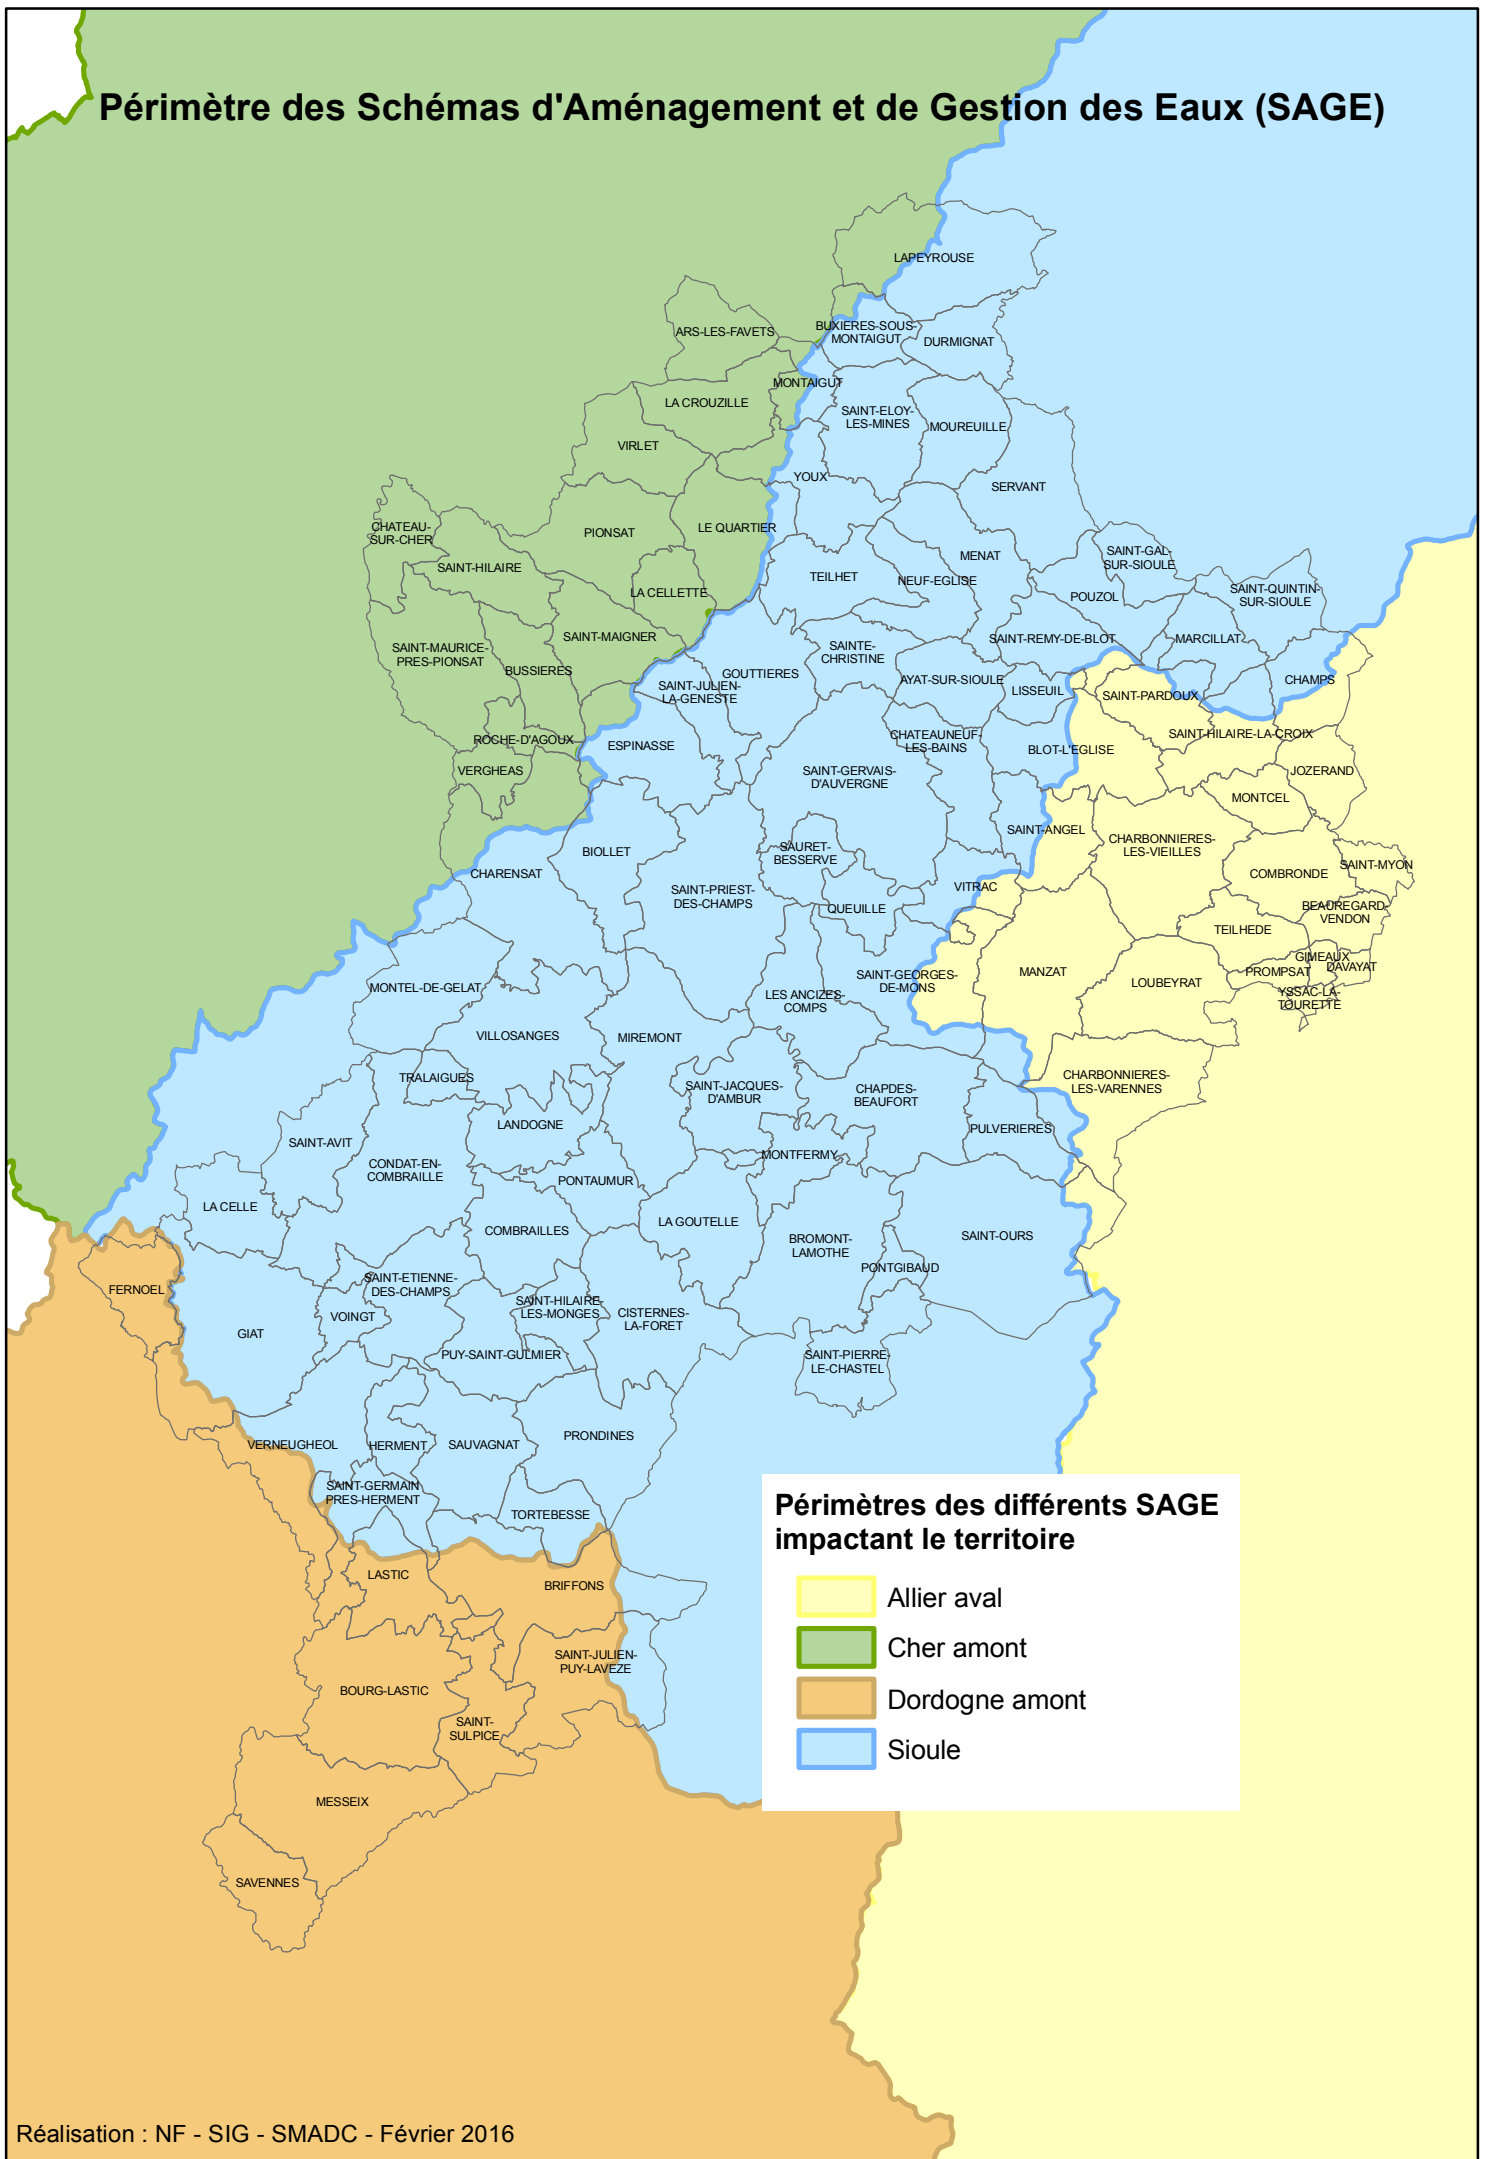 Périmètre des Schémas d'Aménagement et de Gestion des Eaux (SAGE)
LAPEYROUSE
ARS-LES-FAVETS
BUXIERES-SOUS-
MONTAIGUT
DURMIGNAT
MONTAIGUT
LA CROUZILLE
SAINT-ELOY-
LES-MINES
MOUREUILLE
VIRLET
YOUX
SERVANT
CHATEAU-
SUR-CHER
PIONSAT
LE QUARTIER
SAINT-HILAIRE
MENAT
SAINT-GAL-
SUR-SIOULE
TEILHET
NEUF-EGLISE
LA CELLETTE
POUZOL
SAINT-QUINTIN-
SUR-SIOULE
SAINT-MAIGNER
SAINT-REMY-DE-BLOT
MARCILLAT
SAINT-MAURICE-
PRES-PIONSAT
SAINTE-
CHRISTINE
BUSSIERES
GOUTTIERES
AYAT-SUR-SIOULE
CHAMPS
SAINT-JULIEN-
LA-GENESTE
LISSEUIL
SAINT-PARDOUX
ROCHE-D'AGOUX
ESPINASSE
CHATEAUNEUF-
LES-BAINS
BLOT-L'EGLISE
SAINT-HILAIRE-LA-CROIX
VERGHEAS
SAINT-GERVAIS-
D'AUVERGNE
JOZERAND
MONTCEL
SAINT-ANGEL
CHARBONNIERES-
LES-VIEILLES
BIOLLET
SAURET-
BESSERVE
CHARENSAT
COMBRONDE
SAINT-MYON
SAINT-PRIEST-
DES-CHAMPS
VITRAC
QUEUILLE
BEAUREGARD-
VENDON
TEILHEDE
GIMEAUX
DAVAYAT
PROMPSAT
MANZAT
LOUBEYRAT
SAINT-GEORGES-
DE-MONS
MONTEL-DE-GELAT
LES ANCIZES-
COMPS
YSSAC-LA-
TOURETTE
VILLOSANGES
MIREMONT
TRALAIGUES
SAINT-JACQUES-
D'AMBUR
CHAPDES-
BEAUFORT
CHARBONNIERES-
LES-VARENNES
LANDOGNE
PULVERIERES
SAINT-AVIT
MONTFERMY
CONDAT-EN-
COMBRAILLE
PONTAUMUR
LA CELLE
COMBRAILLES
LA GOUTELLE
BROMONT-
LAMOTHE
SAINT-OURS
PONTGIBAUD
FERNOEL
SAINT-ETIENNE-
DES-CHAMPS
SAINT-HILAIRE-
LES-MONGES
CISTERNES-
LA-FORET
VOINGT
GIAT
PUY-SAINT-GULMIER
SAINT-PIERRE-
LE-CHASTEL
VERNEUGHEOL
HERMENT
SAUVAGNAT
PRONDINES
SAINT-GERMAIN
PRES-HERMENT
TORTEBESSE
LASTIC
BRIFFONS
SAINT-JULIEN-
PUY-LAVEZE
BOURG-LASTIC
SAINT-
SULPICE
MESSEIX
SAVENNES
Périmètres des différents SAGE
impactant le territoire
Allier aval
Cher amont
Dordogne amont
Sioule
Réalisation : NF - SIG - SMADC - Février 2016